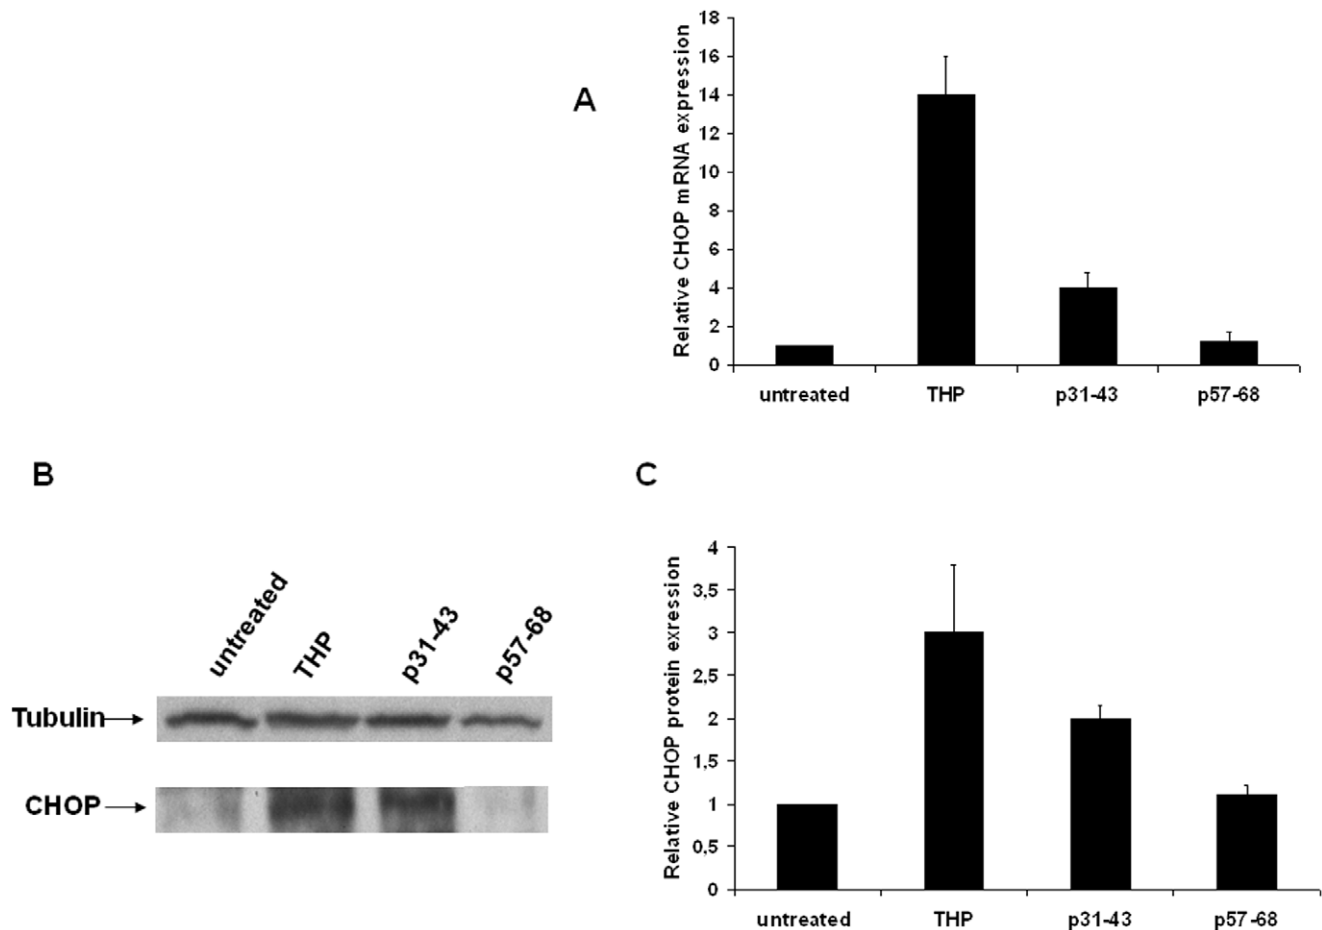 A
Relative CHOP mRNA expression
18
16
14
12
10
8
6
4
2
0
untreated THP p31-43 p57-68
B
untreated THP p31-43 p57-68
Tubulin
CHOP
C
Relative CHOP protein exression
4
3,5
3
2,5
2
1,5
1
0,5
0
untreated THP p31-43 p57-68